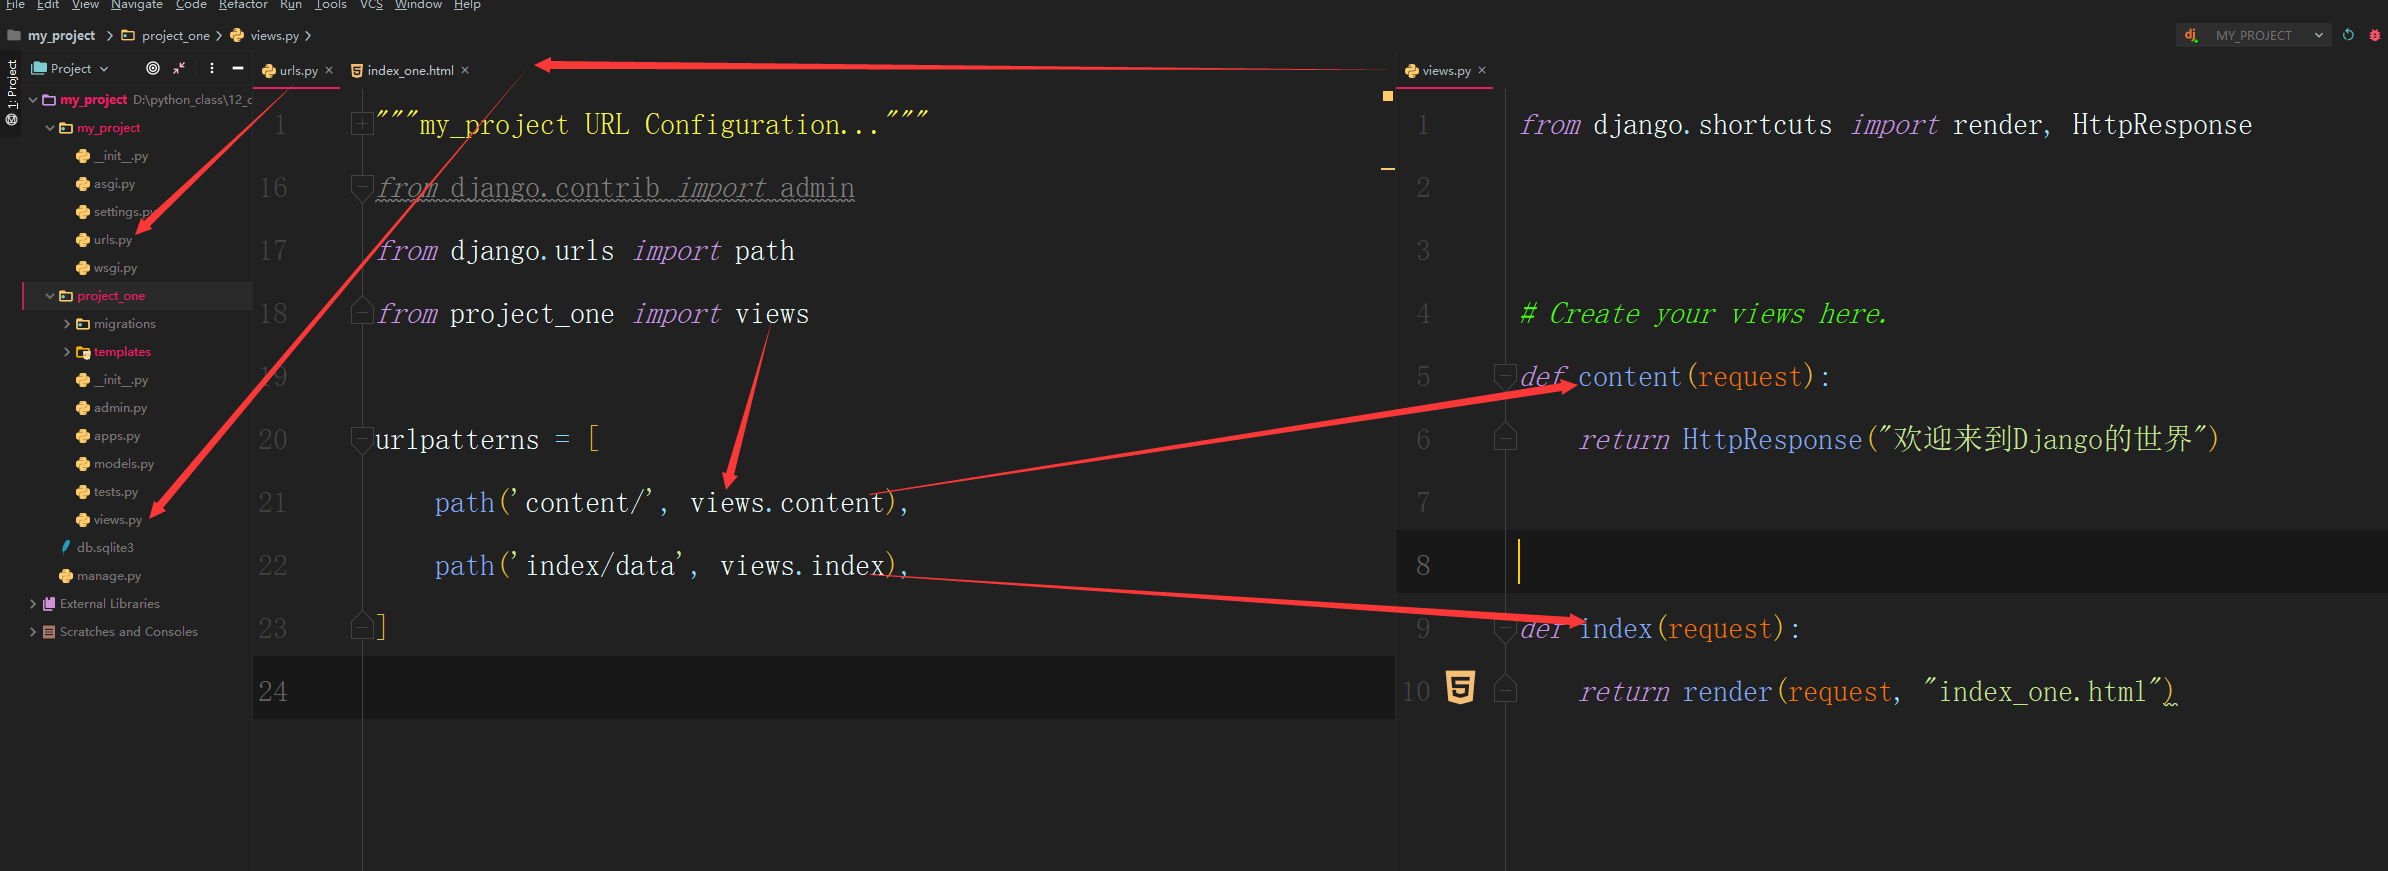 File Edit View Navigate Code Refactor Run Tools VCS Window Help
my_project project_one views.py
MY_PROJECT
1: Project
Project
my_project D:\python_class\12_c
my_project
__init__.py
asgi.py
settings.py
urls.py
wsgi.py
project_one
migrations
templates
__init__.py
admin.py
apps.py
models.py
tests.py
views.py
db.sqlite3
manage.py
External Libraries
Scratches and Consoles
urls.py index_one.html
1 """my_project URL Configuration..."""
16 from django.contrib import admin
17 from django.urls import path
18 from project_one import views
19
20 urlpatterns = [
21 path('content/', views.content),
22 path('index/data', views.index),
23 ]
24
views.py
1 from django.shortcuts import render, HttpResponse
2
3
4 # Create your views here.
5 def content(request):
6 return HttpResponse("欢迎来到Django的世界")
7
8
9 def index(request):
10 return render(request, "index_one.html")